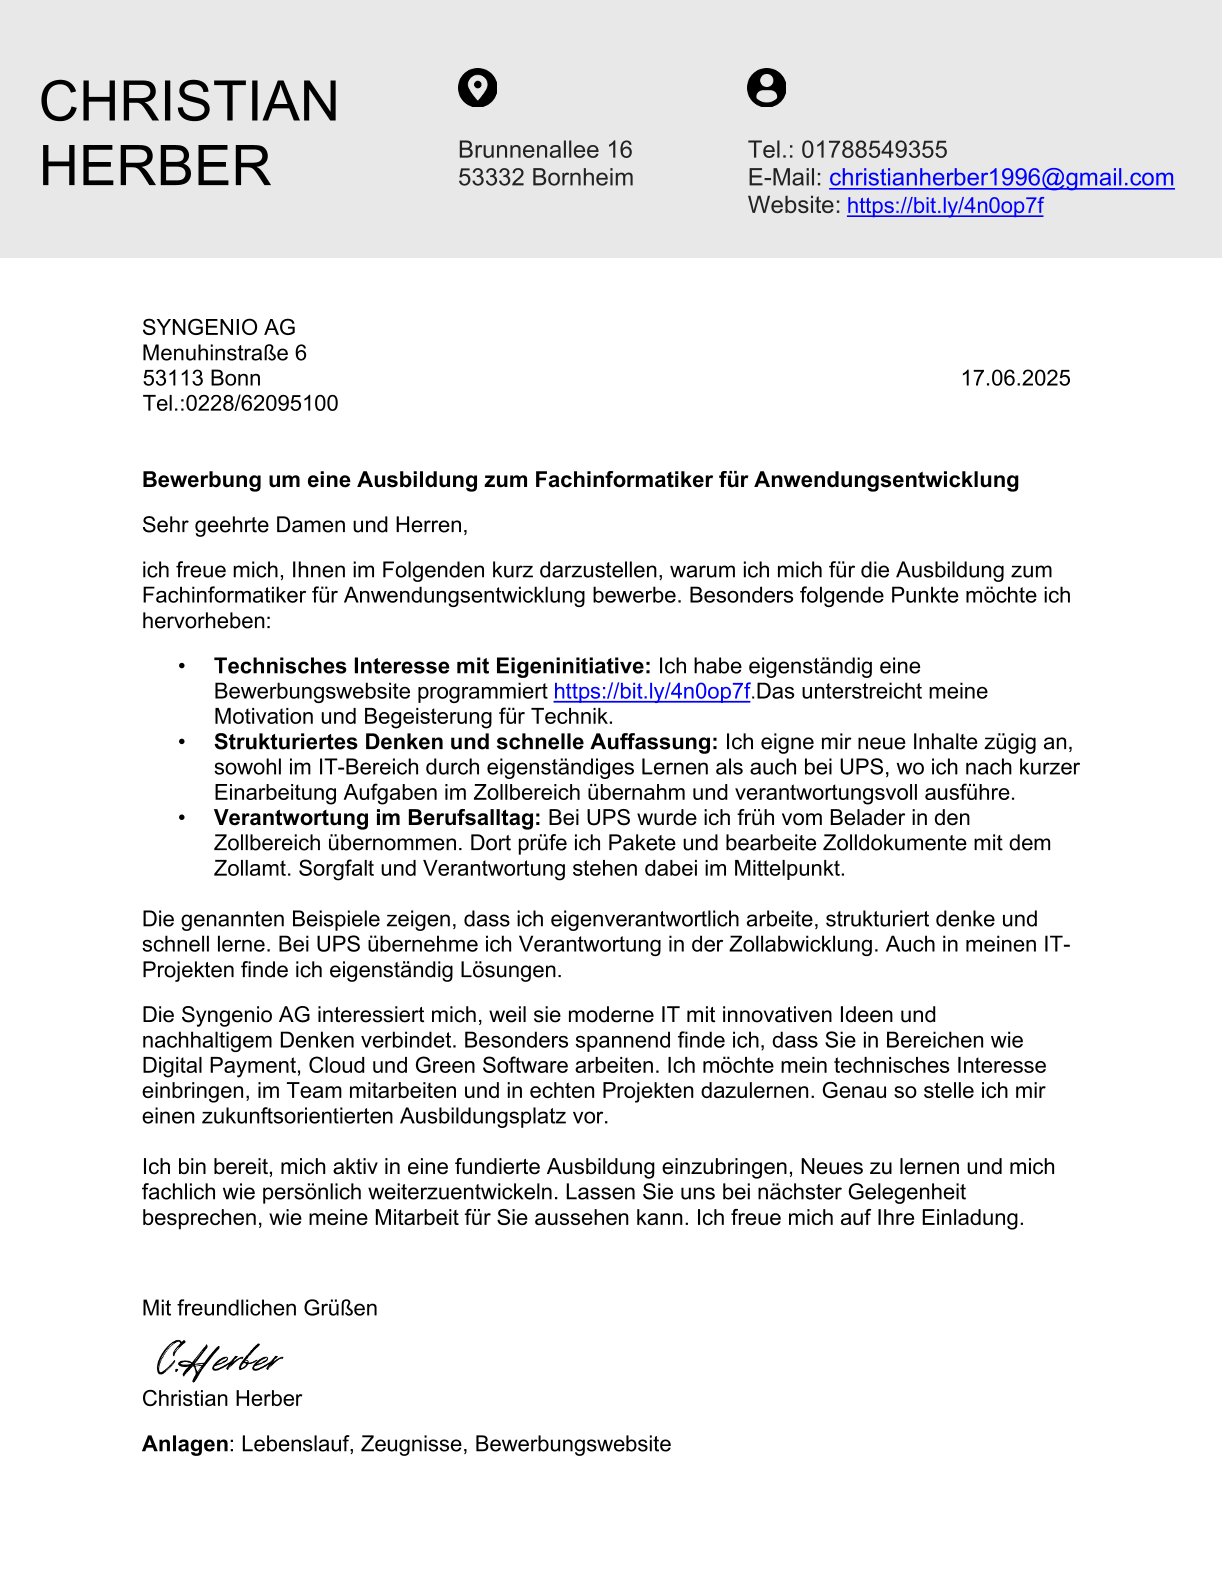 CHRISTIAN
HERBER
Brunnenallee 16
53332 Bornheim
Tel.: 01788549355
E-Mail: christianherber1996@gmail.com
Website: https://bit.ly/4n0op7f
SYNGENIO AG
Menuhinstraße 6
53113 Bonn
17.06.2025
Tel.:0228/62095100
Bewerbung um eine Ausbildung zum Fachinformatiker für Anwendungsentwicklung
Sehr geehrte Damen und Herren,
ich freue mich, Ihnen im Folgenden kurz darzustellen, warum ich mich für die Ausbildung zum
Fachinformatiker für Anwendungsentwicklung bewerbe. Besonders folgende Punkte möchte ich
hervorheben:
• Technisches Interesse mit Eigeninitiative: Ich habe eigenständig eine
Bewerbungswebsite programmiert https://bit.ly/4n0op7f.Das unterstreicht meine
Motivation und Begeisterung für Technik.
• Strukturiertes Denken und schnelle Auffassung: Ich eigne mir neue Inhalte zügig an,
sowohl im IT-Bereich durch eigenständiges Lernen als auch bei UPS, wo ich nach kurzer
Einarbeitung Aufgaben im Zollbereich übernahm und verantwortungsvoll ausführe.
• Verantwortung im Berufsalltag: Bei UPS wurde ich früh vom Belader in den
Zollbereich übernommen. Dort prüfe ich Pakete und bearbeite Zolldokumente mit dem
Zollamt. Sorgfalt und Verantwortung stehen dabei im Mittelpunkt.
Die genannten Beispiele zeigen, dass ich eigenverantwortlich arbeite, strukturiert denke und
schnell lerne. Bei UPS übernehme ich Verantwortung in der Zollabwicklung. Auch in meinen IT-
Projekten finde ich eigenständig Lösungen.
Die Syngenio AG interessiert mich, weil sie moderne IT mit innovativen Ideen und
nachhaltigem Denken verbindet. Besonders spannend finde ich, dass Sie in Bereichen wie
Digital Payment, Cloud und Green Software arbeiten. Ich möchte mein technisches Interesse
einbringen, im Team mitarbeiten und in echten Projekten dazulernen. Genau so stelle ich mir
einen zukunftsorientierten Ausbildungsplatz vor.
Ich bin bereit, mich aktiv in eine fundierte Ausbildung einzubringen, Neues zu lernen und mich
fachlich wie persönlich weiterzuentwickeln. Lassen Sie uns bei nächster Gelegenheit
besprechen, wie meine Mitarbeit für Sie aussehen kann. Ich freue mich auf Ihre Einladung.
Mit freundlichen Grüßen
C.Herber
Christian Herber
Anlagen: Lebenslauf, Zeugnisse, Bewerbungswebsite